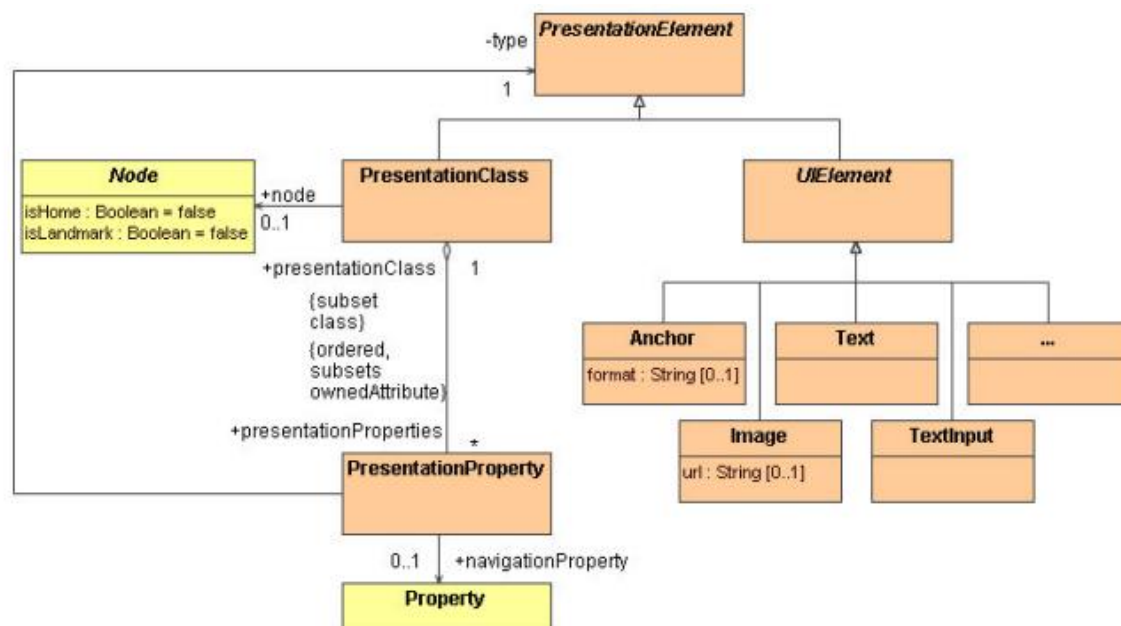 PresentationElement
-type
1
Node
isHome : Boolean = false
isLandmark : Boolean = false
+node
0..1
PresentationClass
UIElement
+presentationClass
1
{subset
class}
{ordered,
subsets
ownedAttribute}
+presentationProperties
*
Anchor
format : String [0..1]
Text
...
Image
url : String [0..1]
TextInput
PresentationProperty
0..1
+navigationProperty
Property